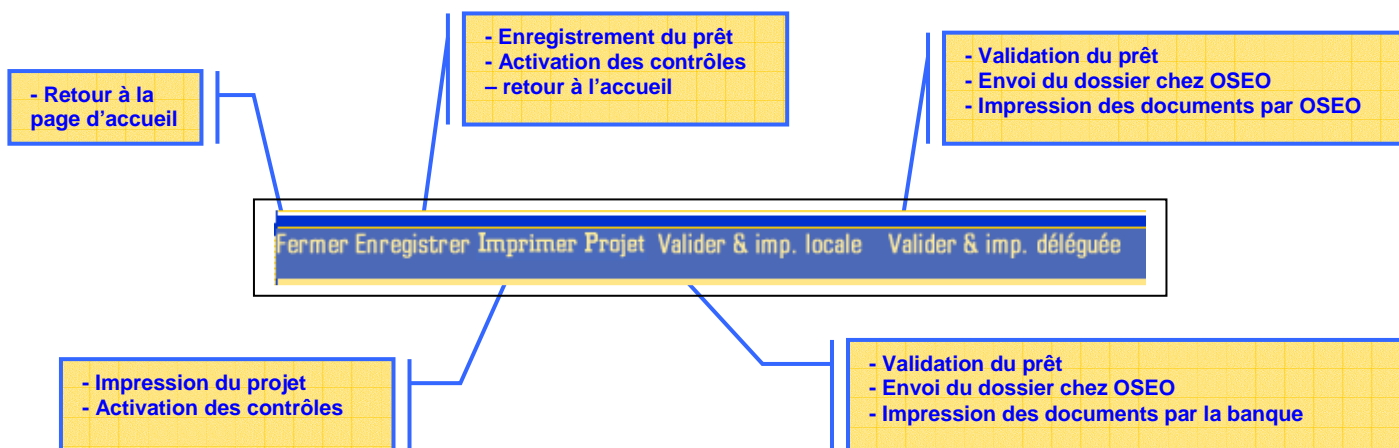 - Enregistrement du prêt
- Activation des contrôles
– retour à l’accueil
- Validation du prêt
- Envoi du dossier chez OSEO
- Impression des documents par OSEO
- Retour à la
page d’accueil
Fermer Enregistrer Imprimer Projet Valider & imp. locale Valider & imp. déléguée
- Impression du projet
- Activation des contrôles
- Validation du prêt
- Envoi du dossier chez OSEO
- Impression des documents par la banque